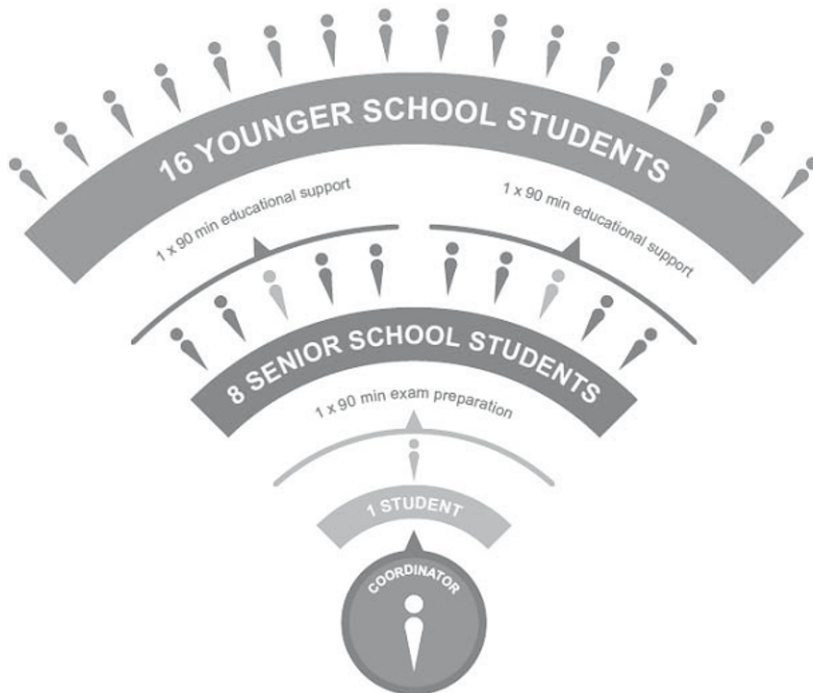 16 YOUNGER SCHOOL STUDENTS
1 x 90 min educational support
1 x 90 min educational support
8 SENIOR SCHOOL STUDENTS
1 x 90 min exam preparation
1 STUDENT
COORDINATOR